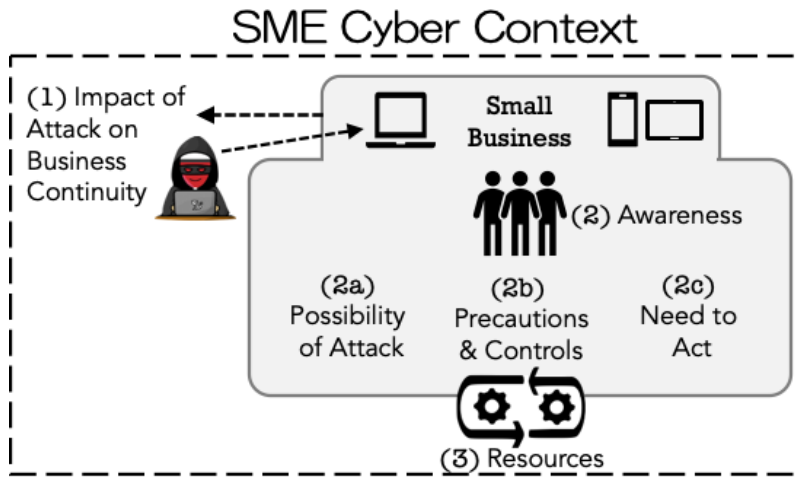 SME Cyber Context
(1) Impact of
Attack on
Business
Continuity
Small
Business
(2) Awareness
(2a)
Possibility
of Attack
(2b)
Precautions
& Controls
(2c)
Need to
Act
(3) Resources